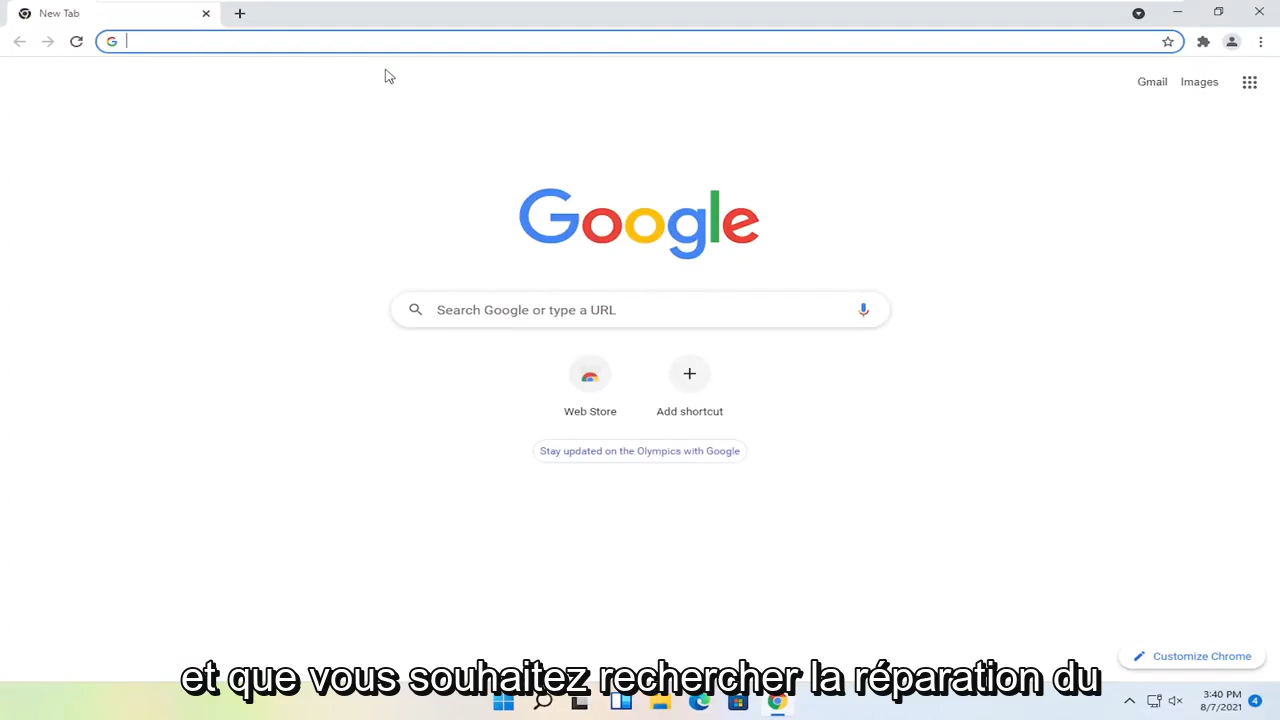 New Tab
Gmail Images
Google
Search Google or type a URL
Web Store Add shortcut
Stay updated on the Olympics with Google
Customize Chrome
et que vous souhaitez rechercher la réparation du
3:40 PM
8/7/2021 4